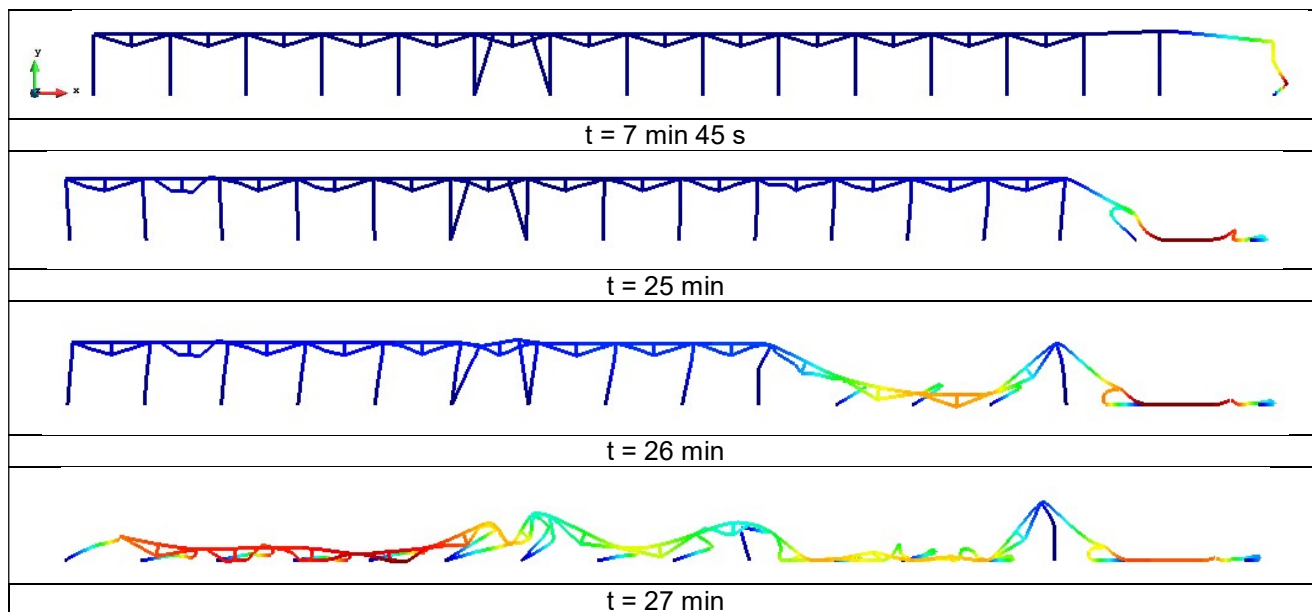 y
x
t = 7 min 45 s
t = 25 min
t = 26 min
t = 27 min